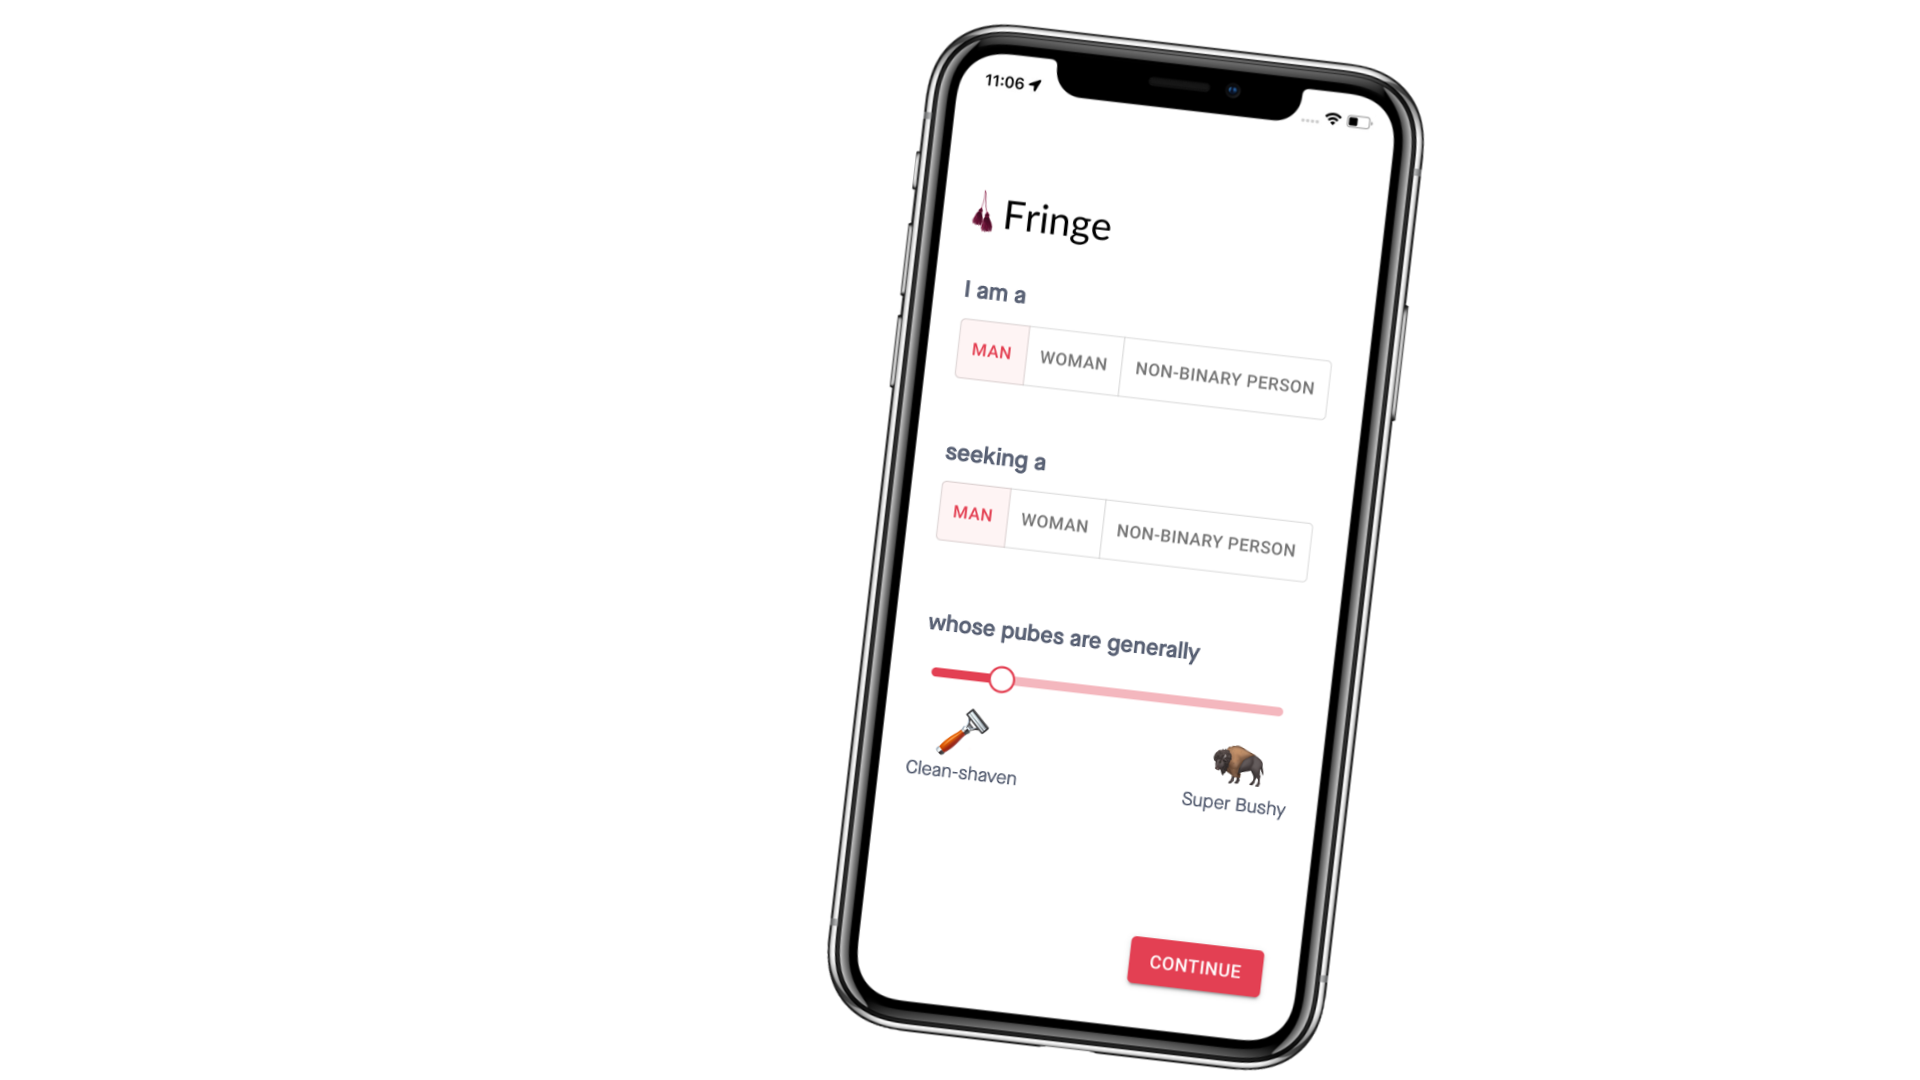 11:06
Fringe
I am a
MAN WOMAN NON-BINARY PERSON
seeking a
MAN WOMAN NON-BINARY PERSON
whose pubes are generally
Clean-shaven Super Bushy
CONTINUE